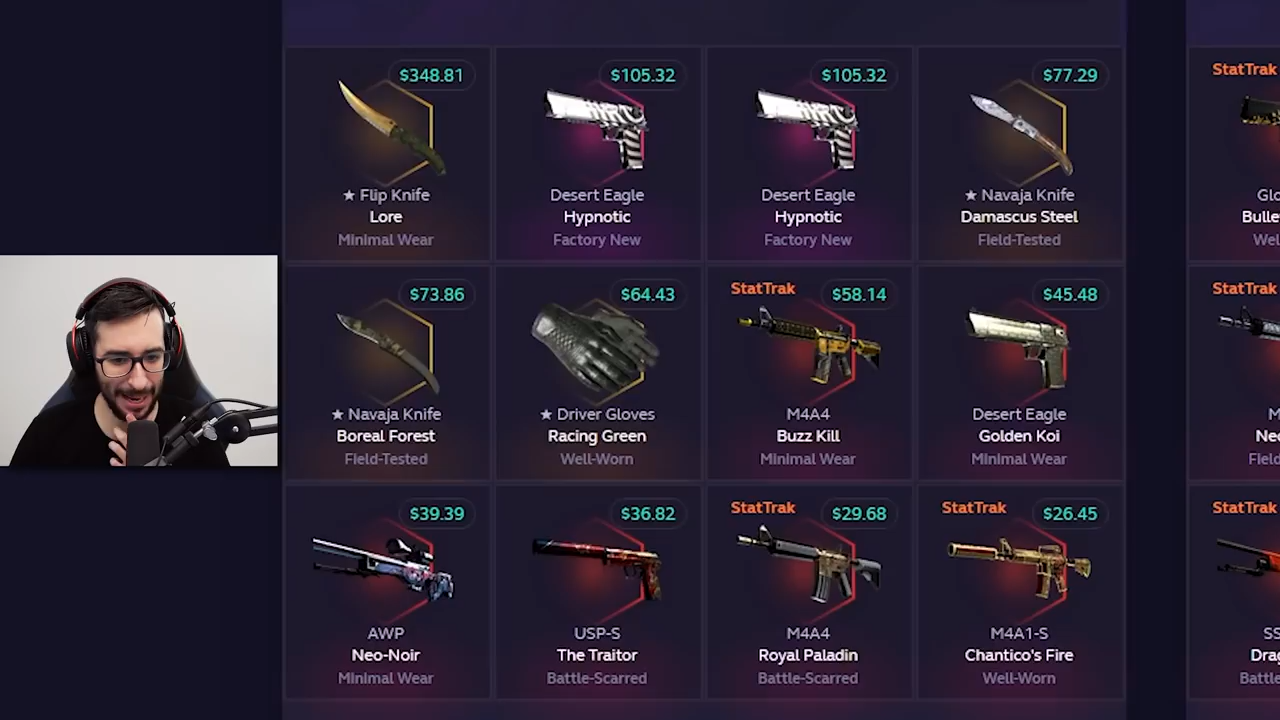 $348.81
★ Flip Knife
Lore
Minimal Wear
$105.32
Desert Eagle
Hypnotic
Factory New
$105.32
Desert Eagle
Hypnotic
Factory New
$77.29
★ Navaja Knife
Damascus Steel
Field-Tested
StatTrak
$73.86
★ Navaja Knife
Boreal Forest
Field-Tested
$64.43
★ Driver Gloves
Racing Green
Well-Worn
StatTrak $58.14
M4A4
Buzz Kill
Minimal Wear
$45.48
Desert Eagle
Golden Koi
Minimal Wear
StatTrak
$39.39
AWP
Neo-Noir
Minimal Wear
$36.82
USP-S
The Traitor
Battle-Scarred
StatTrak $29.68
M4A4
Royal Paladin
Battle-Scarred
StatTrak $26.45
M4A1-S
Chantico's Fire
Well-Worn
StatTrak